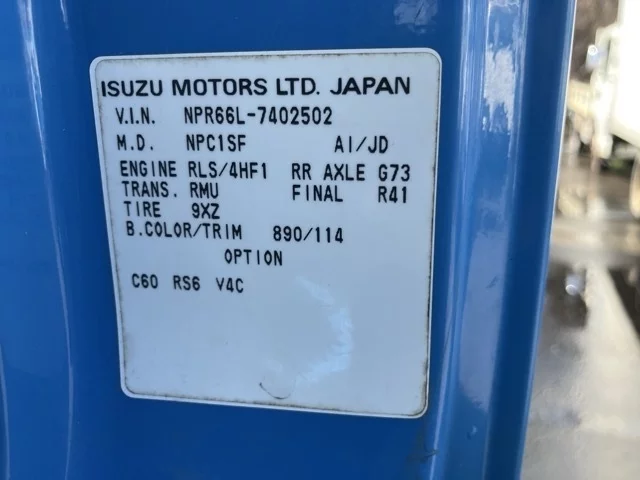 ISUZU MOTORS LTD. JAPAN
V.I.N. NPR66L-7402502
M.D. NPC1SF AI/JD
ENGINE RLS/4HF1 RR AXLE G73
TRANS. RMU FINAL R41
TIRE 9XZ
B.COLOR/TRIM 890/114
OPTION
C60 RS6 V4C